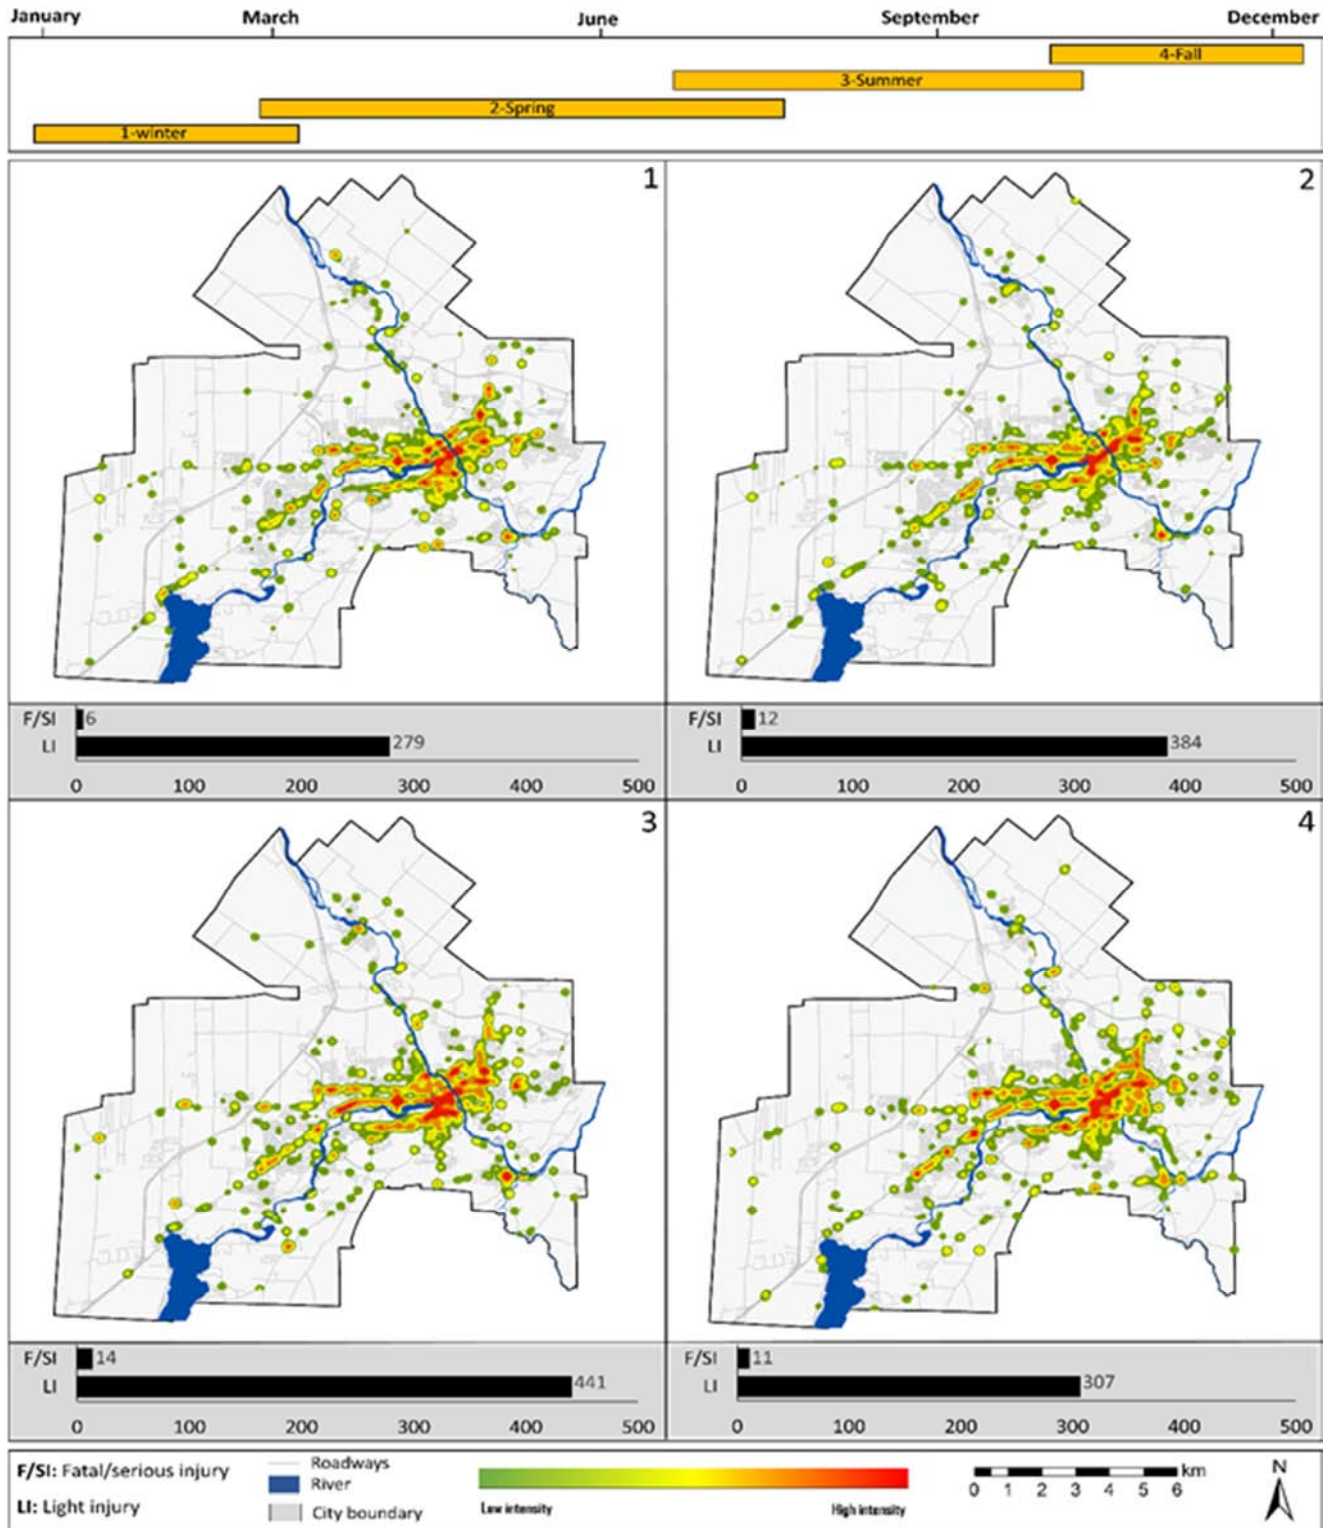 January March June September December
4-Fall
3-Summer
2-Spring
1-winter
1 2
F/SI 6 F/SI 12
LI 279 LI 384
0 100 200 300 400 500 0 100 200 300 400 500
3 4
F/SI 14 F/SI 11
LI 441 LI 307
0 100 200 300 400 500 0 100 200 300 400 500
F/SI: Fatal/serious injury Roadways km N
River
LI: Light injury City boundary Low intensity High intensity 0 1 2 3 4 5 6